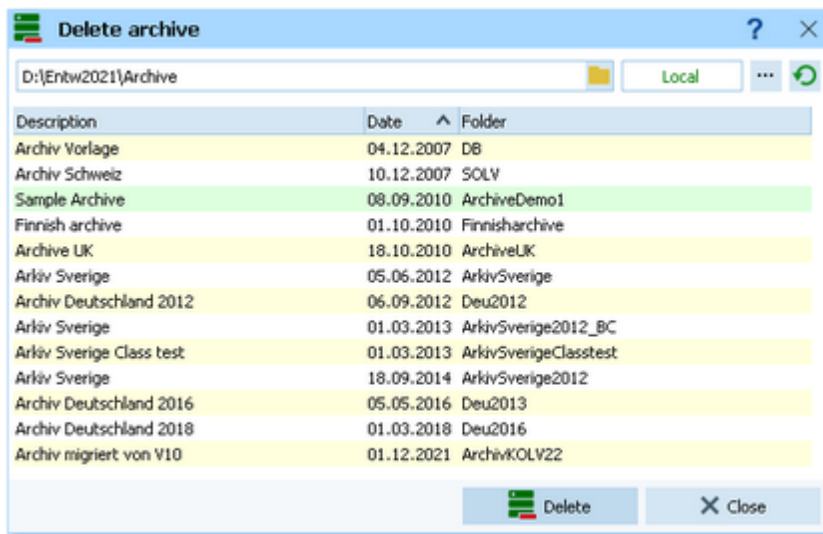 Delete archive ?
D:\Entw2021\Archive Local ...
Description Date Folder
Archiv Vorlage 04.12.2007 DB
Archiv Schweiz 10.12.2007 SOLV
Sample Archive 08.09.2010 ArchiveDemo1
Finnish archive 01.10.2010 Finnisharchive
Archive UK 18.10.2010 ArchiveUK
Arkiv Sverige 05.06.2012 ArkivSverige
Archiv Deutschland 2012 06.09.2012 Deu2012
Arkiv Sverige 01.03.2013 ArkivSverige2012_BC
Arkiv Sverige Class test 01.03.2013 ArkivSverigeClasstest
Arkiv Sverige 18.09.2014 ArkivSverige2012
Archiv Deutschland 2016 05.05.2016 Deu2013
Archiv Deutschland 2018 01.03.2018 Deu2016
Archiv migriert von V10 01.12.2021 ArchivKOLV22
Delete Close